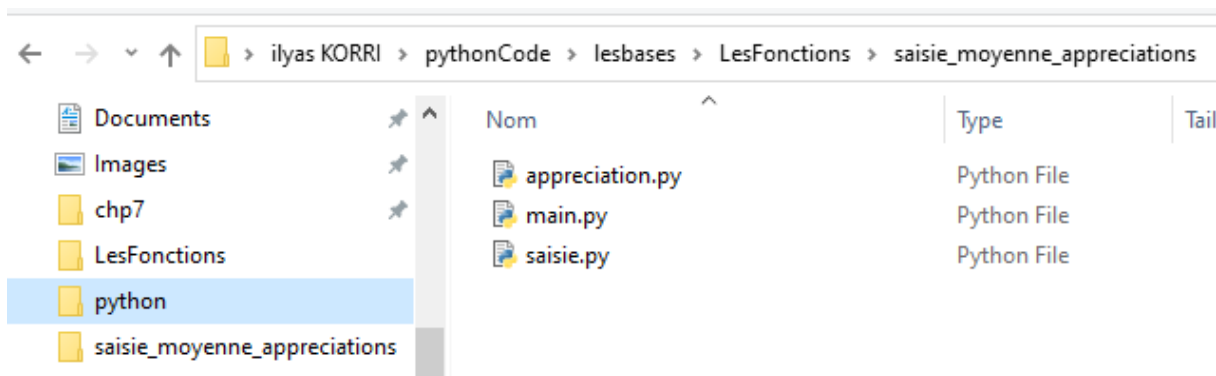 ilyas KORRI > pythonCode > lesbases > LesFonctions > saisie_moyenne_appreciations
Documents
Images
chp7
LesFonctions
python
saisie_moyenne_appreciations
Nom Type Tail
appreciation.py Python File
main.py Python File
saisie.py Python File